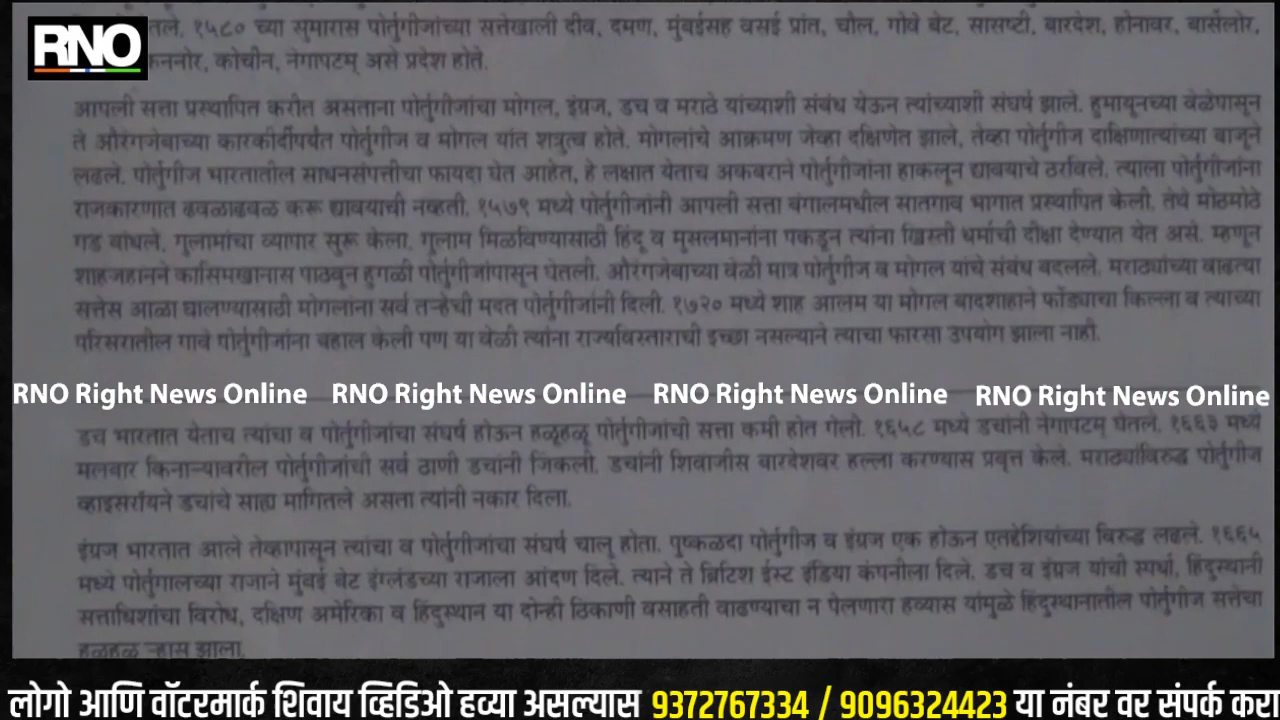 RNO
तले. १५८० च्या सुमारास पोर्तुगीजांच्या सत्तेखाली दीव, दमण, मुंबईसह वसई प्रांत, चौल, गोवे बेट, सासष्टी, बारदेश, होनावर, बार्सेलोर,
कननोर, कोचीन, नेगापटम् असे प्रदेश होते.
आपली सत्ता प्रस्थापित करीत असताना पोर्तुगीजांचा मोगल, इंग्रज, डच व मराठे यांच्याशी संबंध येऊन त्यांच्याशी संघर्ष झाले. हुमायूनच्या वेळेपासून
ते औरंगजेबाच्या कारकीर्दीपर्यंत पोर्तुगीज व मोगल यांत शत्रुत्व होते. मोगलांचे आक्रमण जेव्हा दक्षिणेत झाले, तेव्हा पोर्तुगीज दाक्षिणात्यांच्या बाजूने
लढले. पोर्तुगीज भारतातील साधनसंपत्तीचा फायदा घेत आहेत, हे लक्षात येताच अकबराने पोर्तुगीजांना हाकलून द्यावयाचे ठरविले. त्याला पोर्तुगीजांना
राजकारणात ढवळाढवळ करू द्यावयाची नव्हती. १५७९ मध्ये पोर्तुगीजांनी आपली सत्ता बंगालमधील सातगाव भागात प्रस्थापित केली. तेथे मोठमोठे
गड बांधले. गुलामांचा व्यापार सुरू केला. गुलाम मिळविण्यासाठी हिंदू व मुसलमानांना पकडून त्यांना ख्रिस्ती धर्माची दीक्षा देण्यात येत असे. म्हणून
शाहजहानने कासिमखानास पाठवून हुगळी पोर्तुगीजांपासून घेतली. औरंगजेबाच्या वेळी मात्र पोर्तुगीज व मोगल यांचे संबंध बदलले. मराठ्यांच्या वाढत्या
सत्तेस आळा घालण्यासाठी मोगलांना सर्व तऱ्हेची मदत पोर्तुगीजांनी दिली. १७२० मध्ये शाह आलम या मोगल बादशाहाने फोंड्याचा किल्ला व त्याच्या
परिसरातील गावे पोर्तुगीजांना बहाल केली पण या वेळी त्यांना राज्यविस्ताराची इच्छा नसल्याने त्याचा फारसा उपयोग झाला नाही.
RNO Right News Online RNO Right News Online RNO Right News Online RNO Right News Online
डच भारतात येताच त्यांचा व पोर्तुगीजांचा संघर्ष होऊन हळूहळू पोर्तुगीजांची सत्ता कमी होत गेली. १६५८ मध्ये डचांनी नेगापटम् घेतले. १६६३ मध्ये
मलबार किनाऱ्यावरील पोर्तुगीजांची सर्व ठाणी डचांनी जिंकली. डचांनी शिवाजीस बारदेशवर हल्ला करण्यास प्रवृत्त केले. मराठ्यांविरुद्ध पोर्तुगीज
व्हाइसरॉयने डचांचे साह्य मागितले असता त्यांनी नकार दिला.
इंग्रज भारतात आले तेव्हापासून त्यांचा व पोर्तुगीजांचा संघर्ष चालू होता. पुष्कळदा पोर्तुगीज व इंग्रज एक होऊन एतद्देशियांच्या विरुद्ध लढले. १६६५
मध्ये पोर्तुगालच्या राजाने मुंबई बेट इंग्लंडच्या राजाला आंदण दिले. त्याने ते ब्रिटिश ईस्ट इंडिया कंपनीला दिले. डच व इंग्रज यांची स्पर्धा, हिंदुस्थानी
सत्ताधिशांचा विरोध, दक्षिण अमेरिका व हिंदुस्थान या दोन्ही ठिकाणी वसाहती वाढण्याचा न पेलणारा हव्यास यांमुळे हिंदुस्थानातील पोर्तुगीज सत्तेचा
हळूहळू ऱ्हास झाला.
लोगो आणि वॉटरमार्क शिवाय व्हिडिओ हव्या असल्यास 9372767334 / 9096324423 या नंबर वर संपर्क करा